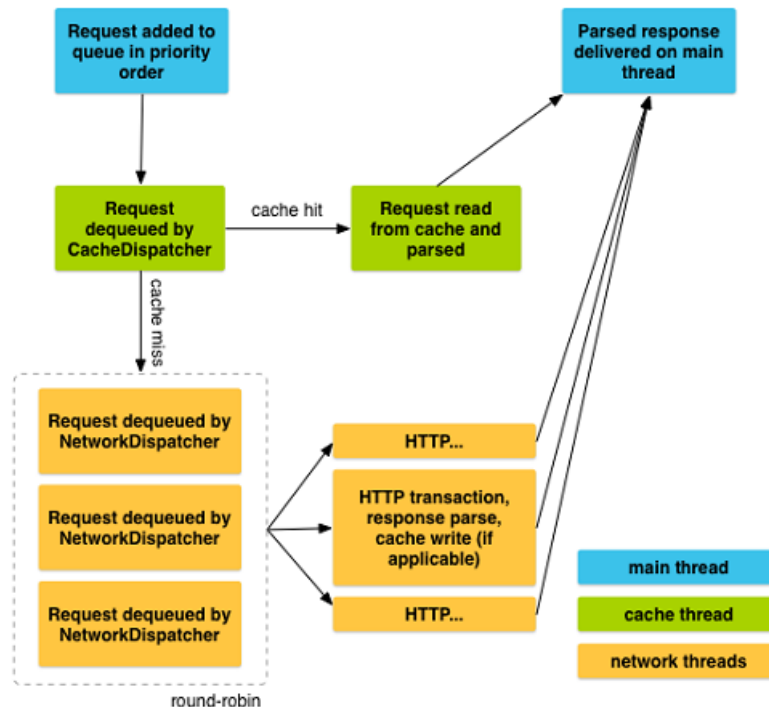 Request added to
queue in priority
order
Parsed response
delivered on main
thread
Request
dequeued by
CacheDispatcher
cache hit
Request read
from cache and
parsed
cache miss
Request dequeued by
NetworkDispatcher
Request dequeued by
NetworkDispatcher
Request dequeued by
NetworkDispatcher
round-robin
HTTP...
HTTP transaction,
response parse,
cache write (if
applicable)
HTTP...
main thread
cache thread
network threads